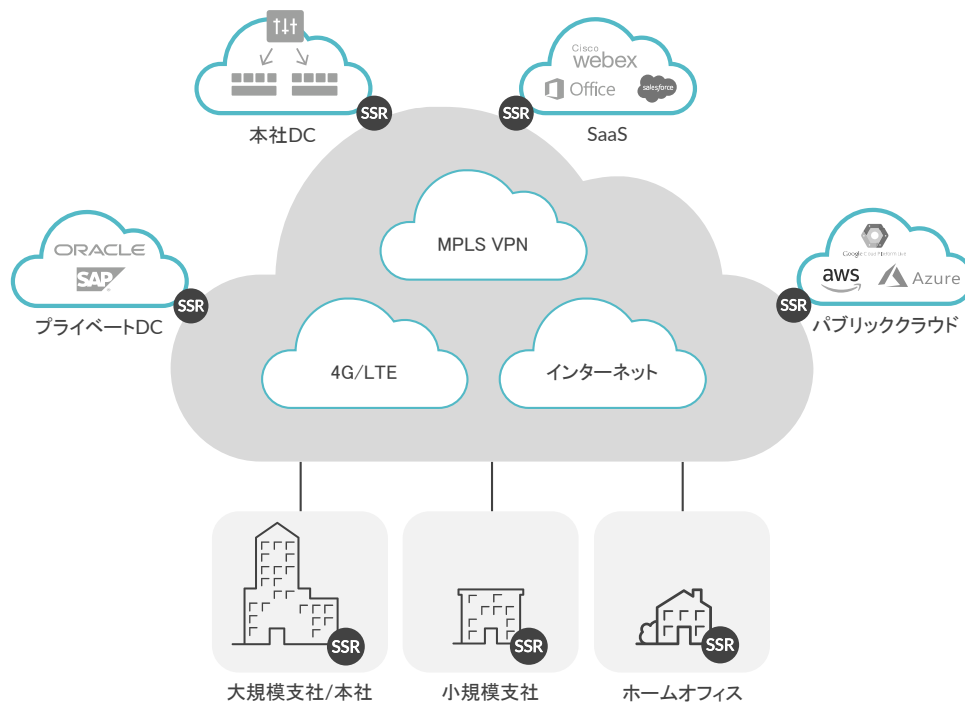 SSR
本社DC
Cisco
webex
Office
salesforce
SSR
SaaS
ORACLE
SAP
SSR
プライベートDC
aws
Azure
SSR
パブリッククラウド
MPLS VPN
4G/LTE
インターネット
SSR
大規模支社/本社
SSR
小規模支社
SSR
ホームオフィス